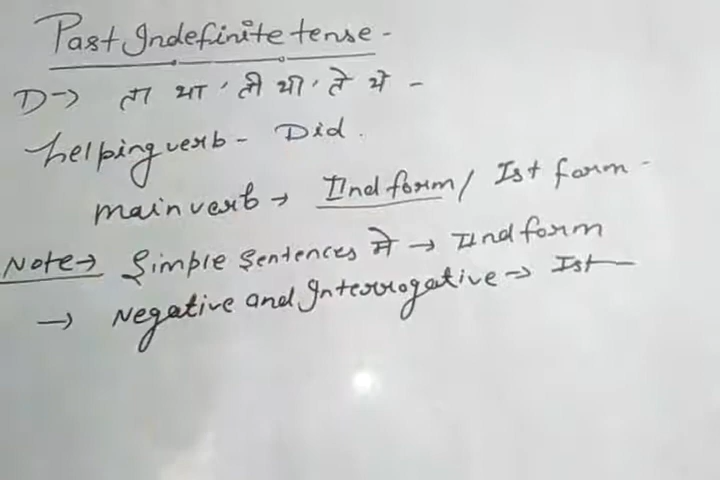 Past Indefinite tense -
D→ ता था, ती थी, ते थे -
helping verb - Did.
main verb → IInd form / Ist form -
Note→ Simple Sentences में → IInd form
→ Negative and Interrogative → Ist